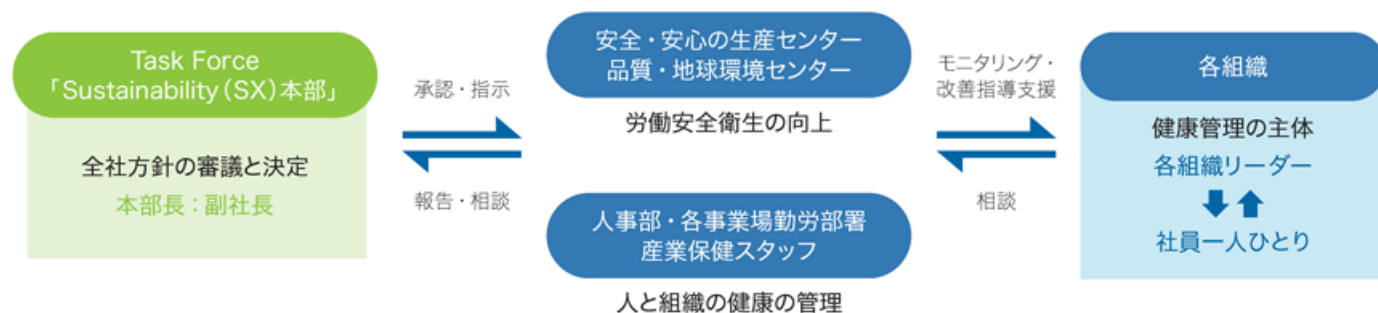 Task Force
「Sustainability（SX）本部」
全社方針の審議と決定
本部長：副社長
承認・指示
報告・相談
安全・安心の生産センター
品質・地球環境センター
労働安全衛生の向上
人事部・各事業場勤労部署
産業保健スタッフ
人と組織の健康の管理
モニタリング・
改善指導支援
相談
各組織
健康管理の主体
各組織リーダー
社員一人ひとり